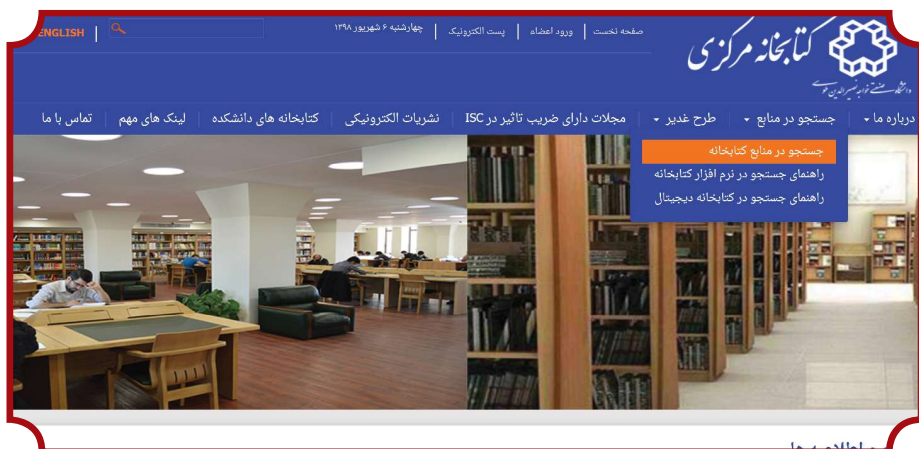 صفحه نخست | ورود اعضاء | پست الکترونیک | چهارشنبه ۶ شهریور ۱۳۹۸ | ENGLISH
کتابخانه مرکزی
دانشگاه صنعتی خواجه نصیرالدین طوسی
درباره ما | جستجو در منابع | طرح غدیر | مجلات دارای ضریب تاثیر در ISC | نشریات الکترونیکی | کتابخانه های دانشکده | لینک های مهم | تماس با ما
جستجو در منابع کتابخانه
راهنمای جستجو در نرم افزار کتابخانه
راهنمای جستجو در کتابخانه دیجیتال